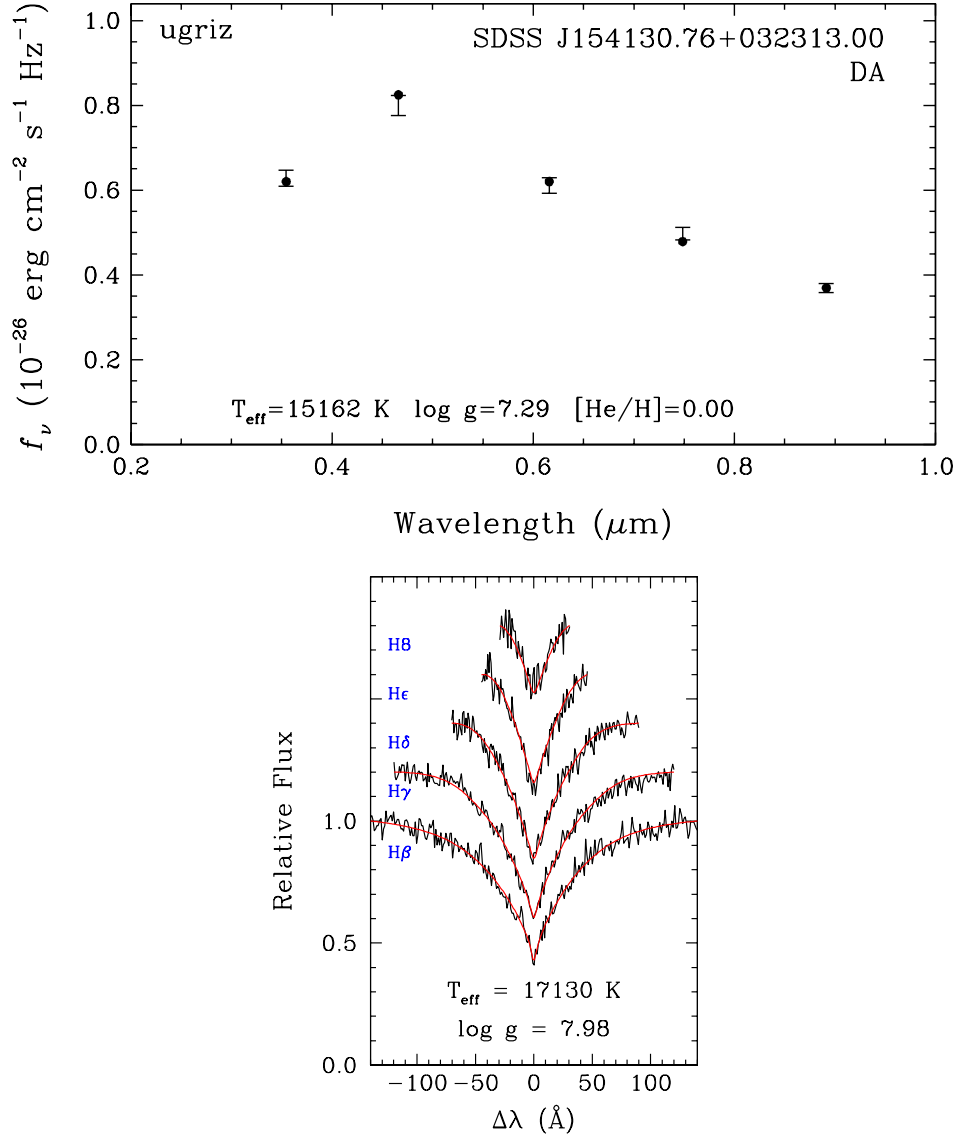 ugriz
SDSS J154130.76+032313.00
DA
1.0
0.8
0.6
0.4
0.2
0.0
f_ν (10⁻²⁶ erg cm⁻² s⁻¹ Hz⁻¹)
T_eff=15162 K log g=7.29 [He/H]=0.00
0.2 0.4 0.6 0.8 1.0
Wavelength (μm)
H8
Hϵ
Hδ
Hγ
Hβ
1.0
0.5
0.0
Relative Flux
T_eff = 17130 K
log g = 7.98
−100 −50 0 50 100
Δλ (Å)